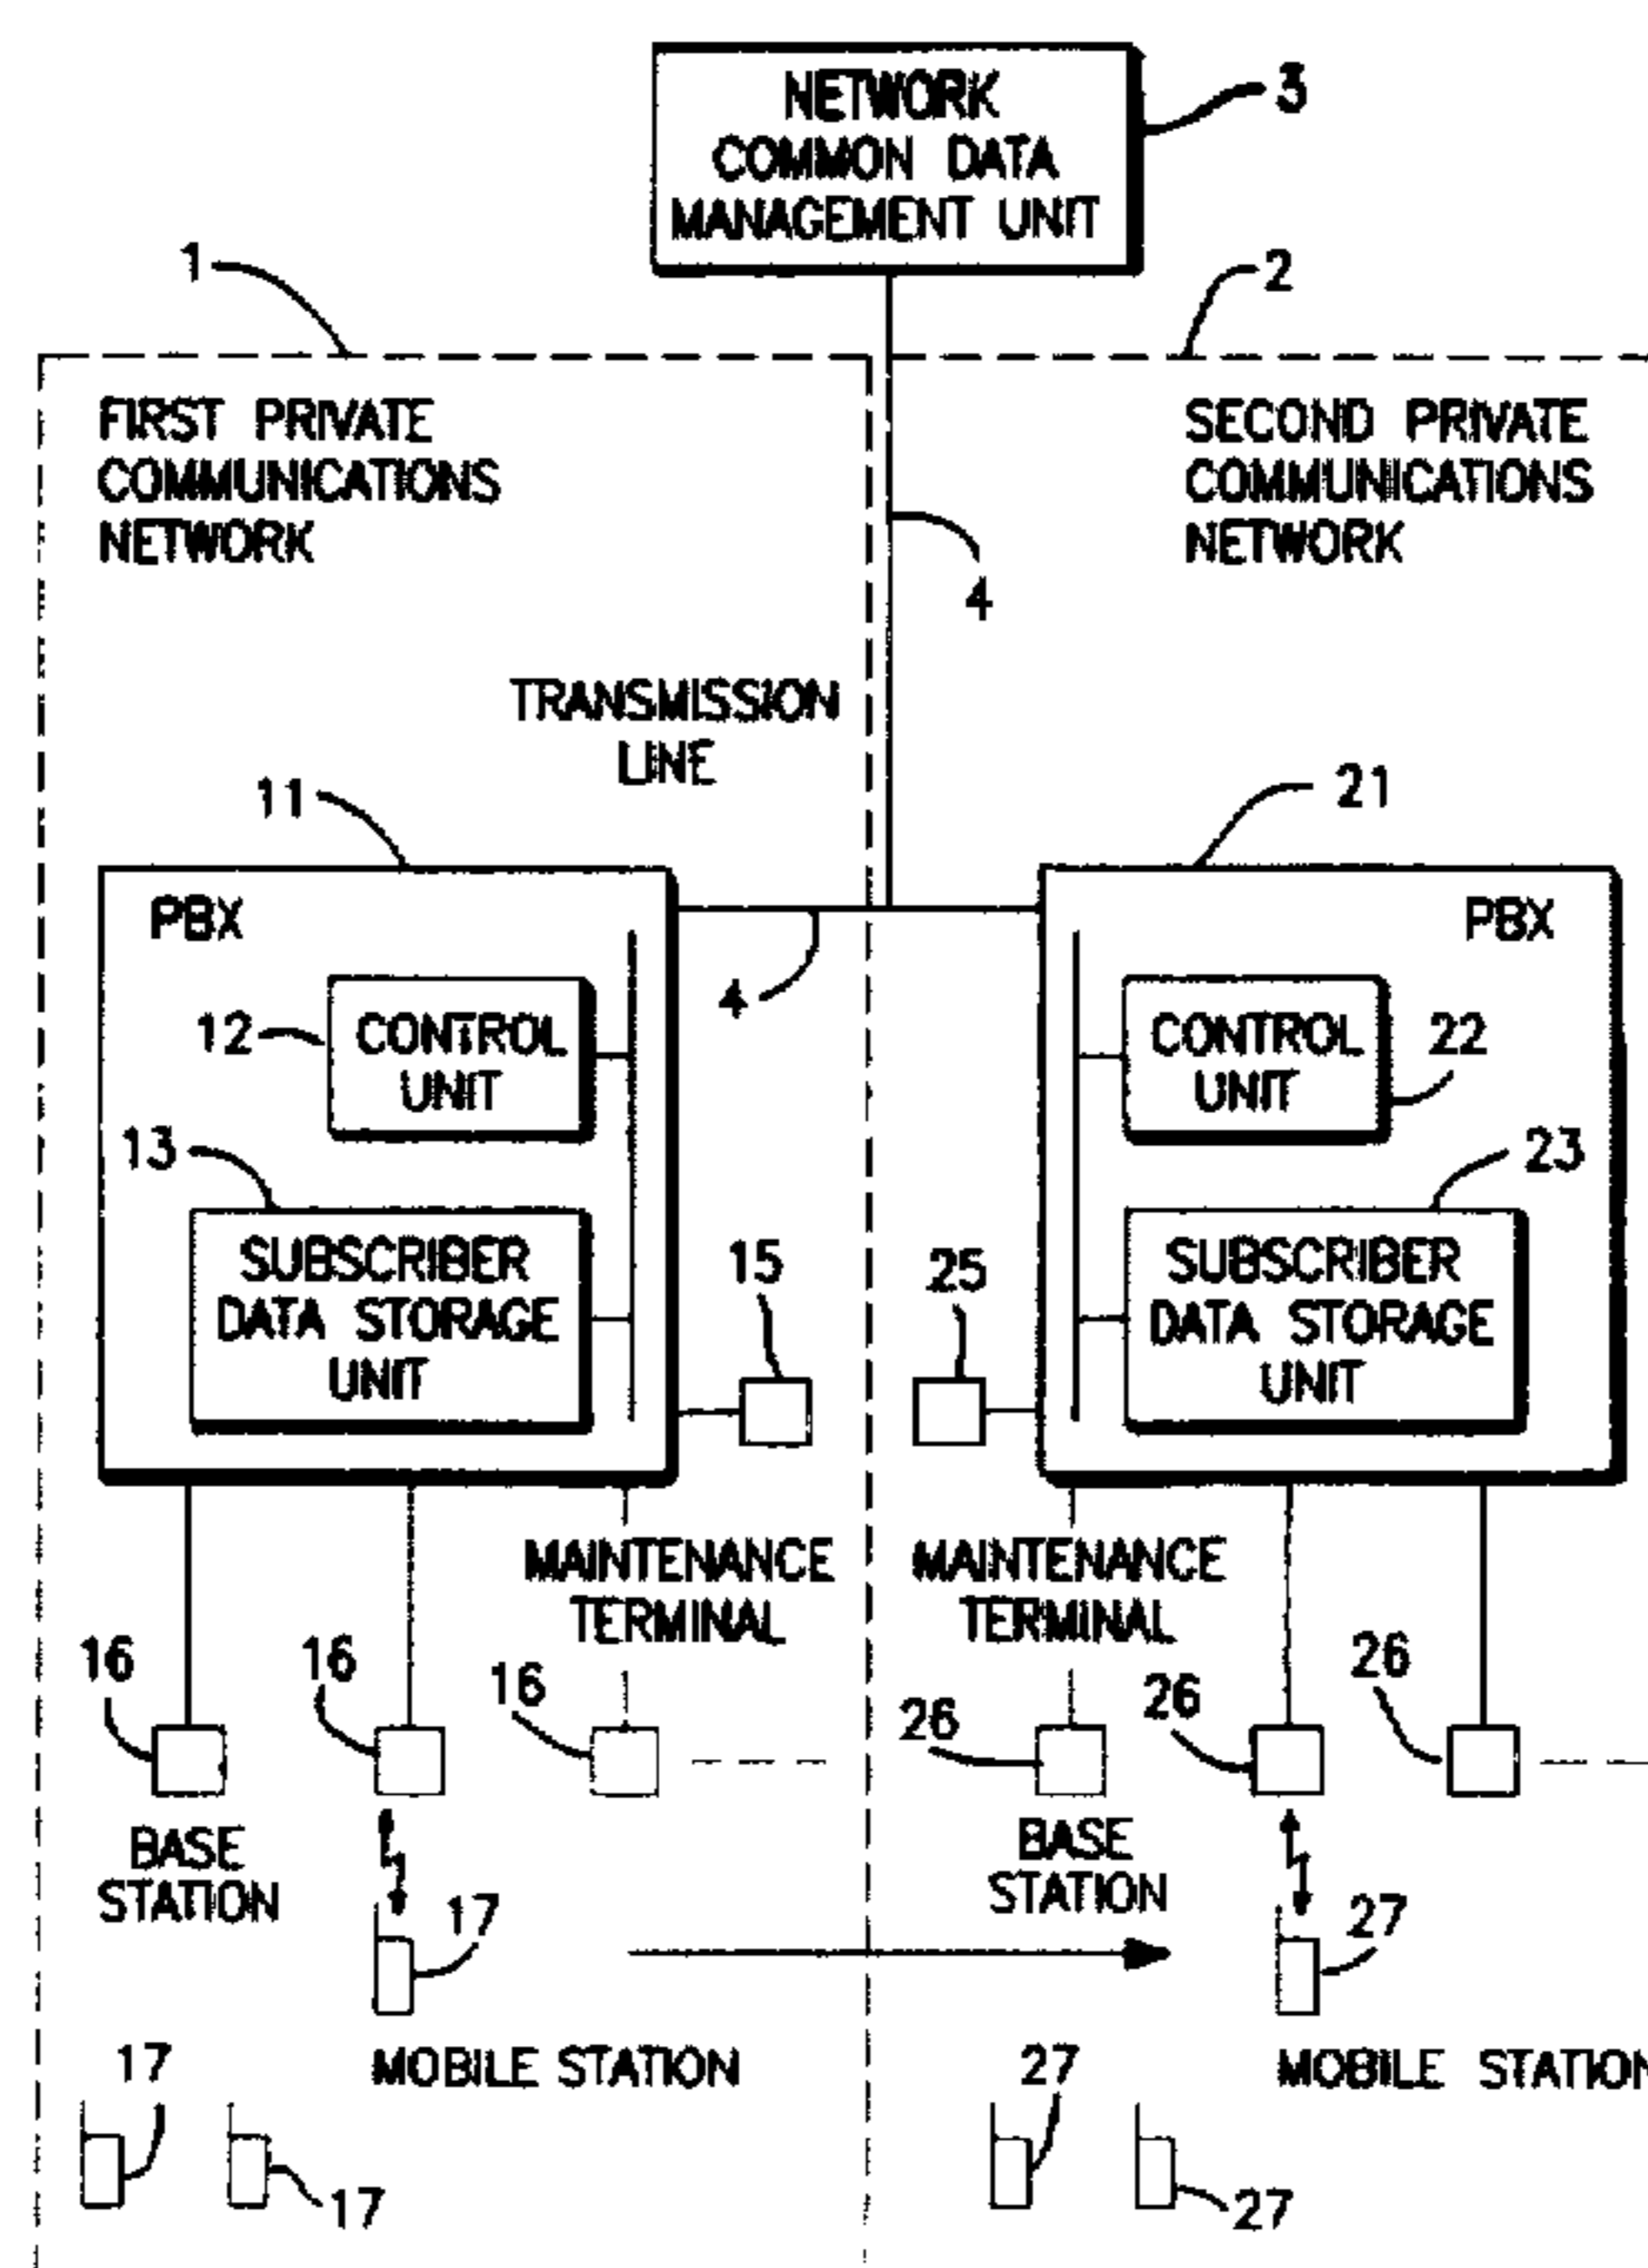 NETWORK
COMMON DATA
MANAGEMENT UNIT
3
1
2
FIRST PRIVATE
COMMUNICATIONS
NETWORK
SECOND PRIVATE
COMMUNICATIONS
NETWORK
4
TRANSMISSION
LINE
11
21
PBX
PBX
4
12
CONTROL
UNIT
CONTROL
UNIT
22
13
23
SUBSCRIBER
DATA STORAGE
UNIT
15
25
SUBSCRIBER
DATA STORAGE
UNIT
MAINTENANCE
TERMINAL
MAINTENANCE
TERMINAL
16
16
16
26
26
26
BASE
STATION
BASE
STATION
17
27
MOBILE STATION
MOBILE STATION
17
17
27
27